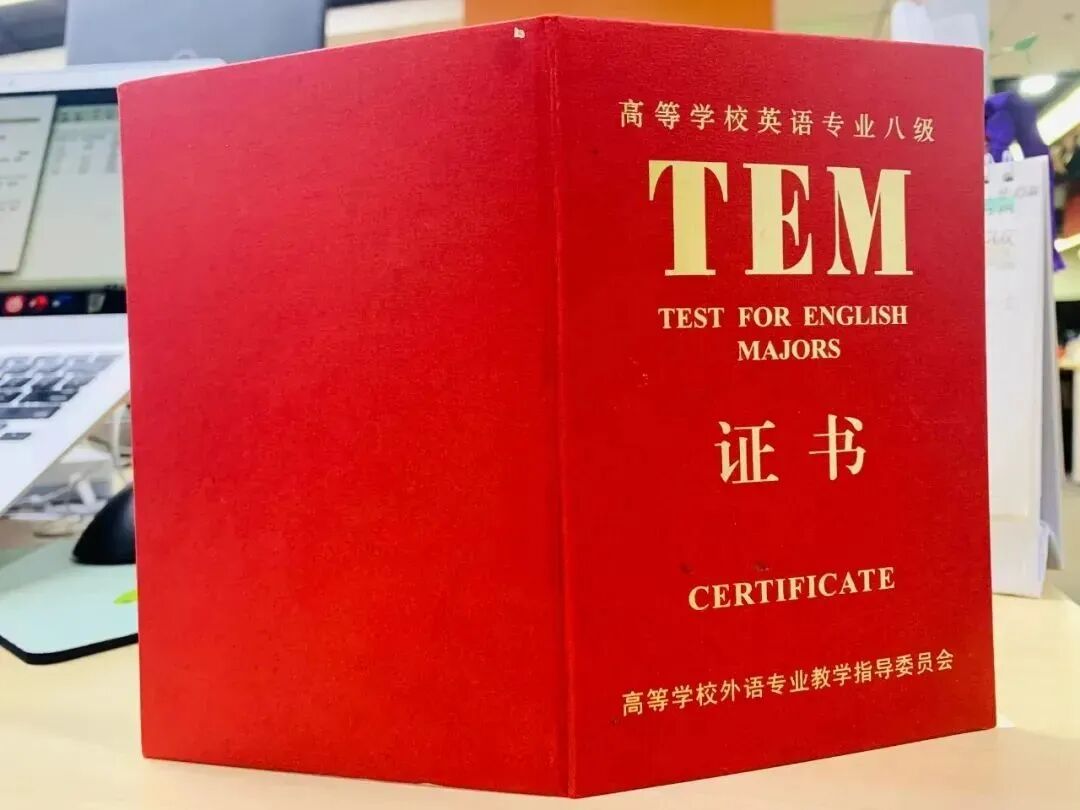 高等学校英语专业八级
TEM
TEST FOR ENGLISH
MAJORS
证书
CERTIFICATE
高等学校外语专业教学指导委员会